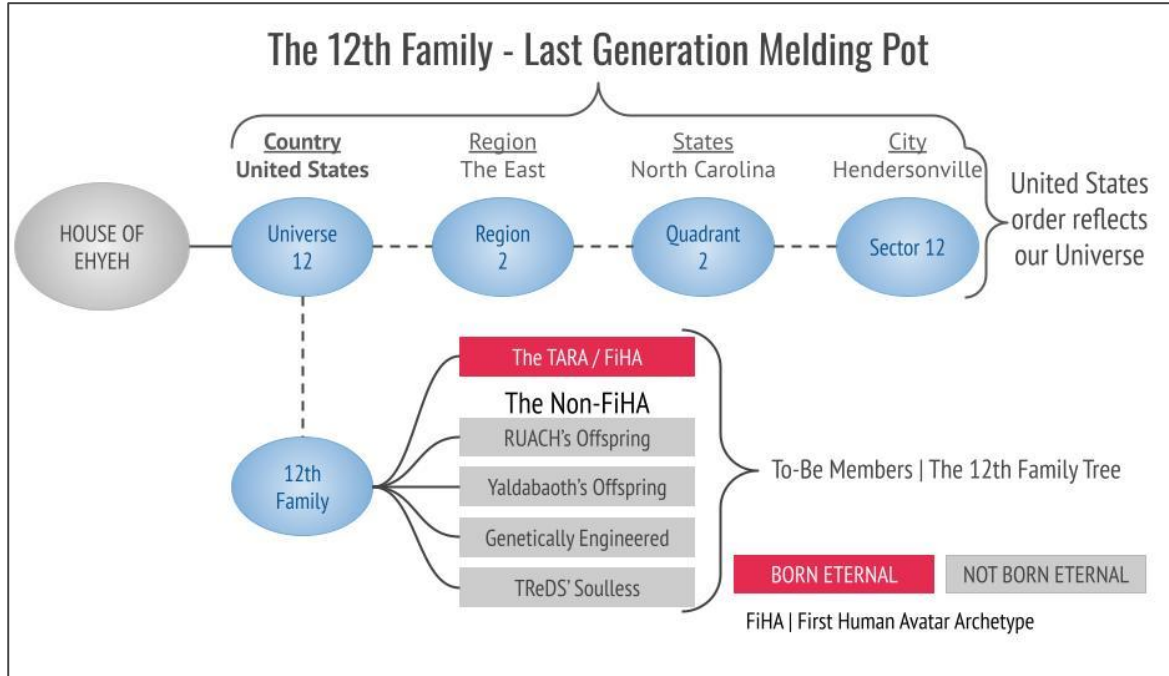 The 12th Family - Last Generation Melding Pot
Country
United States
Region
The East
States
North Carolina
City
Hendersonville
HOUSE OF
EHYEH
Universe
12
Region
2
Quadrant
2
Sector 12
United States
order reflects
our Universe
The TARA / FiHA
The Non-FiHA
RUACH's Offspring
12th
Family
Yaldabaoth's Offspring
Genetically Engineered
TReDS' Soulless
To-Be Members | The 12th Family Tree
BORN ETERNAL
NOT BORN ETERNAL
FiHA | First Human Avatar Archetype